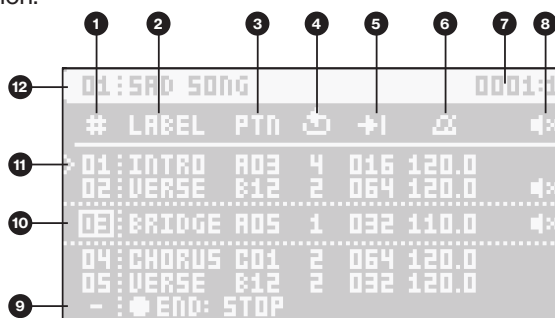 ion.
1 2 3 4 5 6 7 8
12 01:SAD SONG 0001:1
# LABEL PTN
11 01 INTRO A03 4 016 120.0
02 VERSE B12 2 064 120.0
10 03 BRIDGE A05 1 032 110.0
04 CHORUS C01 2 064 120.0
05 VERSE B12 2 032 120.0
9 - END: STOP